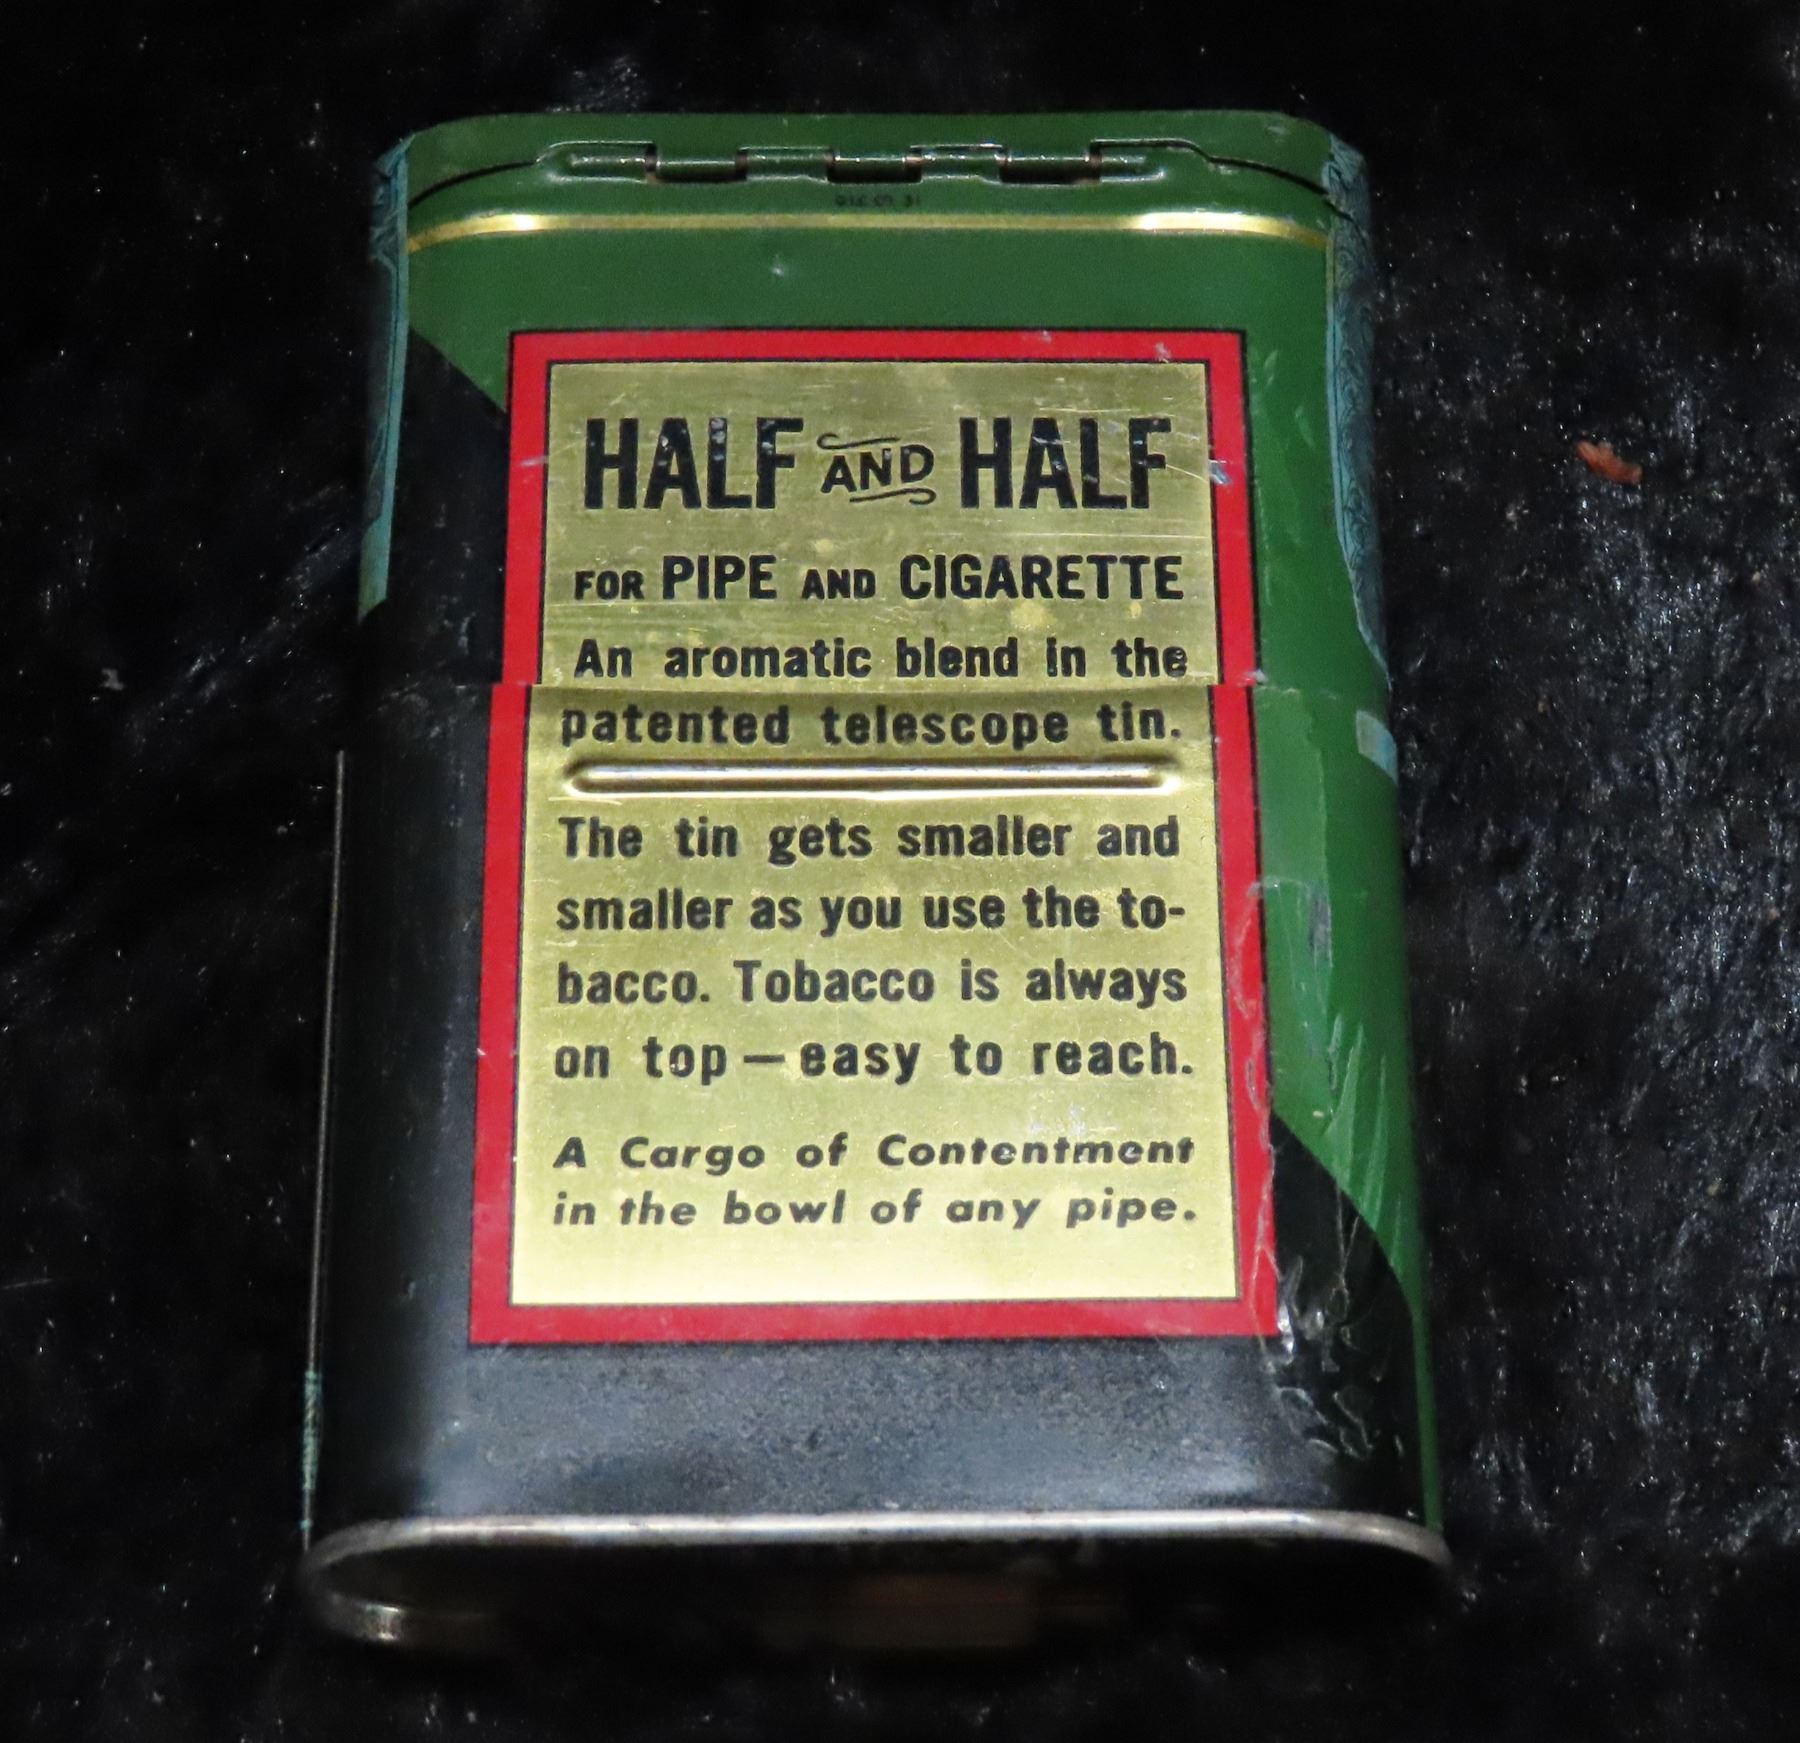 HALF AND HALF
FOR PIPE AND CIGARETTE
An aromatic blend in the
patented telescope tin.
The tin gets smaller and
smaller as you use the to-
bacco. Tobacco is always
on top — easy to reach.
A Cargo of Contentment
in the bowl of any pipe.